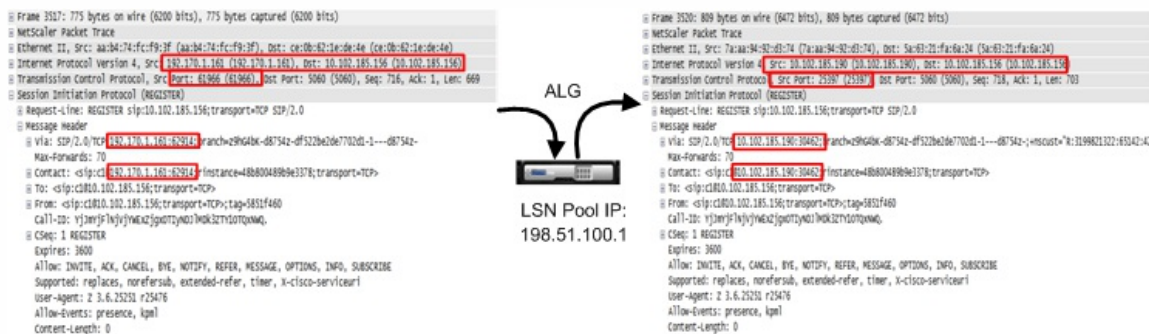 Frame 3517: 775 bytes on wire (6200 bits), 775 bytes captured (6200 bits)
NetScaler Packet Trace
Ethernet II, Src: aa:b4:74:fc:f9:3f (aa:b4:74:fc:f9:3f), Dst: ce:0b:62:1e:de:4e (ce:0b:62:1e:de:4e)
Internet Protocol Version 4, Src: 192.170.1.161 (192.170.1.161), Dst: 10.102.185.156 (10.102.185.156)
Transmission Control Protocol, Src Port: 61966 (61966), Dst Port: 5060 (5060), Seq: 716, Ack: 1, Len: 669
Session Initiation Protocol (REGISTER)
Request-Line: REGISTER sip:10.102.185.156;transport=TCP SIP/2.0
Message Header
Via: SIP/2.0/TCP 192.170.1.161:62914;
Max-Forwards: 70
Contact: <sip:c1@192.170.1.161:62914;rinstance=48b800489b9e3378;transport=TCP>
To: <sip:c1@10.102.185.156;transport=TCP>
From: <sip:c1@10.102.185.156;transport=TCP>;tag=5851f460
Call-ID:
CSeq: 1 REGISTER
Expires: 3600
Allow: INVITE, ACK, CANCEL, BYE, NOTIFY, REFER, MESSAGE, OPTIONS, INFO, SUBSCRIBE
Supported: replaces, norefersub, extended-refer, timer, X-cisco-serviceuri
User-Agent: Z 3.6.25251 r25476
Allow-Events: presence, kpml
Content-Length: 0
ALG
LSN Pool IP:
198.51.100.1
Frame 3520: 809 bytes on wire (6472 bits), 809 bytes captured (6472 bits)
NetScaler Packet Trace
Ethernet II, Src: 7a:aa:94:92:d3:74 (7a:aa:94:92:d3:74), Dst: 5a:63:21:fa:6a:24 (5a:63:21:fa:6a:24)
Internet Protocol Version 4, Src: 10.102.185.190 (10.102.185.190), Dst: 10.102.185.156 (10.102.185.156)
Transmission Control Protocol, Src Port: 25397 (25397), Dst Port: 5060 (5060), Seq: 718, Ack: 1, Len: 703
Session Initiation Protocol (REGISTER)
Request-Line: REGISTER sip:10.102.185.156;transport=TCP SIP/2.0
Message Header
Via: SIP/2.0/TCP 10.102.185.190:30462;
Max-Forwards: 70
Contact: <sip:c1@10.102.185.190:30462;rinstance=48b800489b9e3378;transport=TCP>
To: <sip:c1@10.102.185.156;transport=TCP>
From: <sip:c1@10.102.185.156;transport=TCP>;tag=5851f460
Call-ID:
CSeq: 1 REGISTER
Expires: 3600
Allow: INVITE, ACK, CANCEL, BYE, NOTIFY, REFER, MESSAGE, OPTIONS, INFO, SUBSCRIBE
Supported: replaces, norefersub, extended-refer, timer, X-cisco-serviceuri
User-Agent: Z 3.6.25251 r25476
Allow-Events: presence, kpml
Content-Length: 0